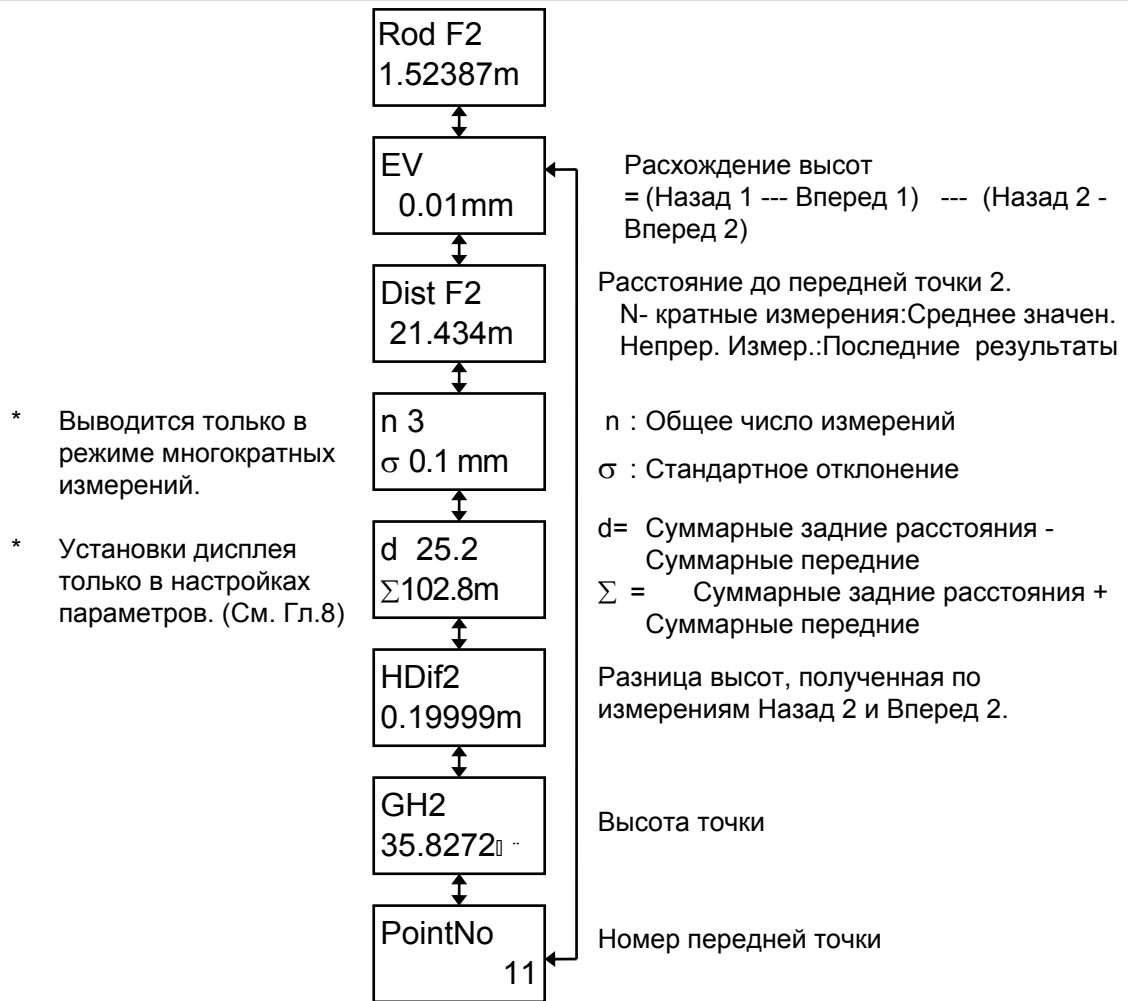 Rod F2
1.52387m
EV
0.01mm
Расхождение высот
= (Назад 1 --- Вперед 1) --- (Назад 2 -
Вперед 2)
Dist F2
21.434m
Расстояние до передней точки 2.
N- кратные измерения:Среднее значен.
Непрер. Измер.:Последние результаты
* Выводится только в
режиме многократных
измерений.
n 3
σ 0.1 mm
n : Общее число измерений
σ : Стандартное отклонение
* Установки дисплея
только в настройках
параметров. (См. Гл.8)
d 25.2
∑102.8m
d= Суммарные задние расстояния -
Суммарные передние
∑ = Суммарные задние расстояния +
Суммарные передние
HDif2
0.19999m
Разница высот, полученная по
измерениям Назад 2 и Вперед 2.
GH2
35.8272
Высота точки
PointNo
11
Номер передней точки